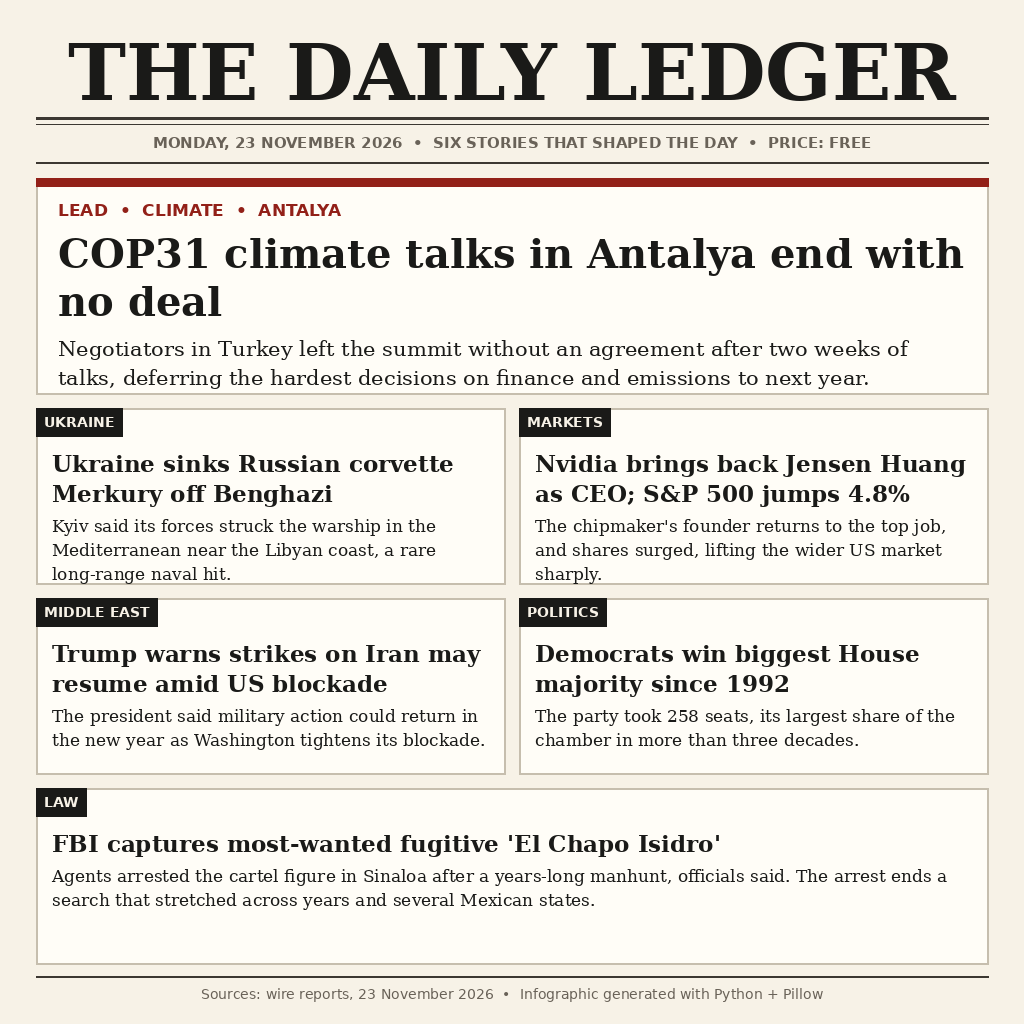 THE DAILY LEDGER
MONDAY, 23 NOVEMBER 2026 • SIX STORIES THAT SHAPED THE DAY • PRICE: FREE
LEAD • CLIMATE • ANTALYA
COP31 climate talks in Antalya end with
no deal
Negotiators in Turkey left the summit without an agreement after two weeks of
talks, deferring the hardest decisions on finance and emissions to next year.
UKRAINE
Ukraine sinks Russian corvette
Merkury off Benghazi
Kyiv said its forces struck the warship in the
Mediterranean near the Libyan coast, a rare
long-range naval hit.
MARKETS
Nvidia brings back Jensen Huang
as CEO; S&P 500 jumps 4.8%
The chipmaker's founder returns to the top job,
and shares surged, lifting the wider US market
sharply.
MIDDLE EAST
Trump warns strikes on Iran may
resume amid US blockade
The president said military action could return in
the new year as Washington tightens its blockade.
POLITICS
Democrats win biggest House
majority since 1992
The party took 258 seats, its largest share of the
chamber in more than three decades.
LAW
FBI captures most-wanted fugitive 'El Chapo Isidro'
Agents arrested the cartel figure in Sinaloa after a years-long manhunt, officials said. The arrest ends a
search that stretched across years and several Mexican states.
Sources: wire reports, 23 November 2026 • Infographic generated with Python + Pillow